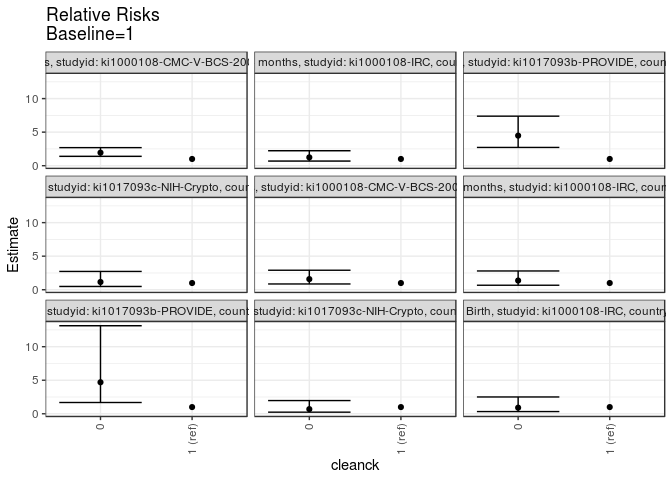 Relative Risks
Baseline=1
s, studyid: ki1000108-CMC-V-BCS-200
months, studyid: ki1000108-IRC, cou
, studyid: ki1017093b-PROVIDE, coun
studyid: ki1017093c-NIH-Crypto, coun
, studyid: ki1000108-CMC-V-BCS-200
months, studyid: ki1000108-IRC, coun
studyid: ki1017093b-PROVIDE, count
studyid: ki1017093c-NIH-Crypto, coun
Birth, studyid: ki1000108-IRC, country
Estimate
10
5
0
10
5
0
10
5
0
0
1 (ref)
0
1 (ref)
0
1 (ref)
cleanck